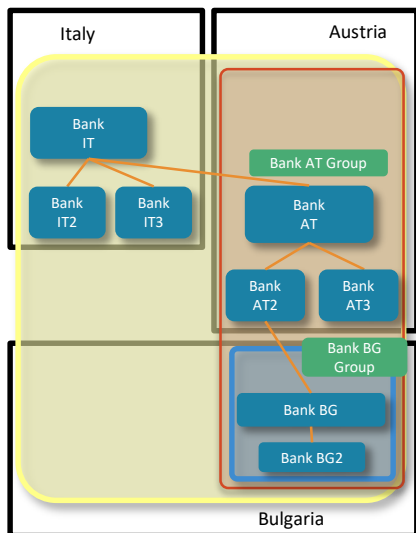 Italy
Austria
Bank
IT
Bank
IT2
Bank
IT3
Bank AT Group
Bank
AT
Bank
AT2
Bank
AT3
Bank BG
Group
Bank BG
Bank BG2
Bulgaria